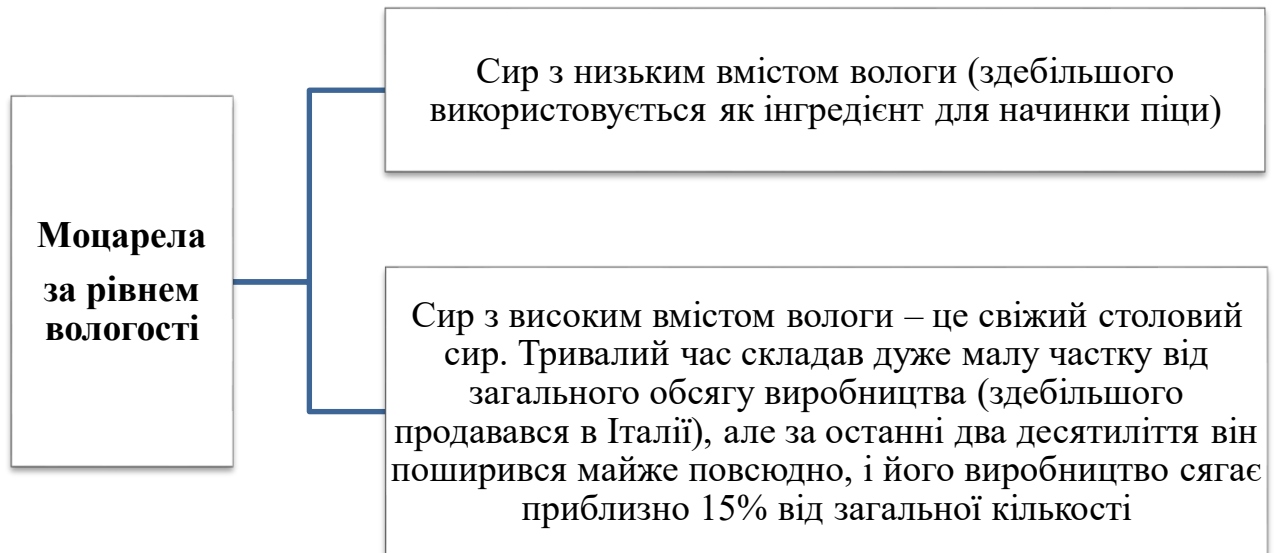 Моцарела
за рівнем
вологості
Сир з низьким вмістом вологи (здебільшого
використовується як інгредієнт для начинки піци)
Сир з високим вмістом вологи – це свіжий столовий
сир. Тривалий час складав дуже малу частку від
загального обсягу виробництва (здебільшого
продавався в Італії), але за останні два десятиліття він
поширився майже повсюдно, і його виробництво сягає
приблизно 15% від загальної кількості